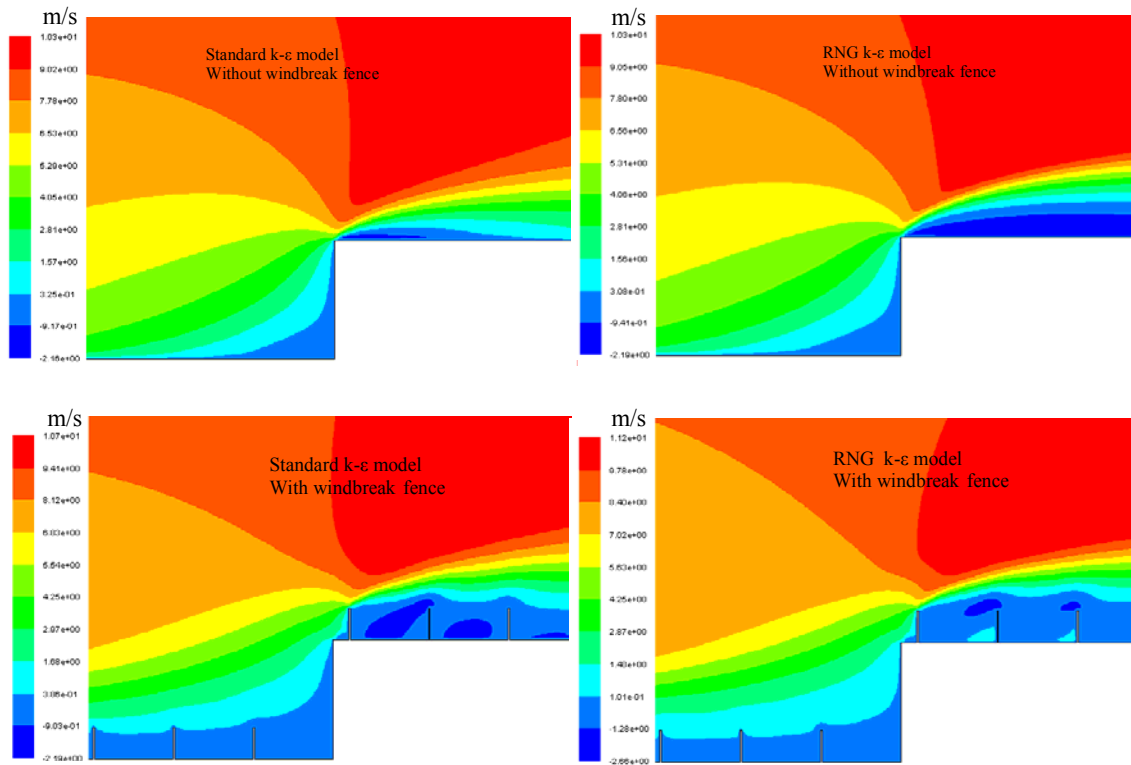 m/s
1.03e+01
9.02e+00
7.78e+00
6.53e+00
5.29e+00
4.05e+00
2.81e+00
1.57e+00
3.25e-01
-9.17e-01
-2.16e+00
Standard k-ε model
Without windbreak fence
m/s
1.03e+01
9.05e+00
7.80e+00
6.56e+00
5.31e+00
4.06e+00
2.81e+00
1.56e+00
3.08e-01
-9.41e-01
-2.19e+00
RNG k-ε model
Without windbreak fence
m/s
1.07e+01
9.41e+00
8.12e+00
6.83e+00
5.54e+00
4.25e+00
2.97e+00
1.68e+00
3.86e-01
-9.03e-01
-2.19e+00
Standard k-ε model
With windbreak fence
m/s
1.12e+01
9.78e+00
8.40e+00
7.02e+00
5.63e+00
4.25e+00
2.87e+00
1.48e+00
1.01e-01
-1.28e+00
-2.66e+00
RNG k-ε model
With windbreak fence